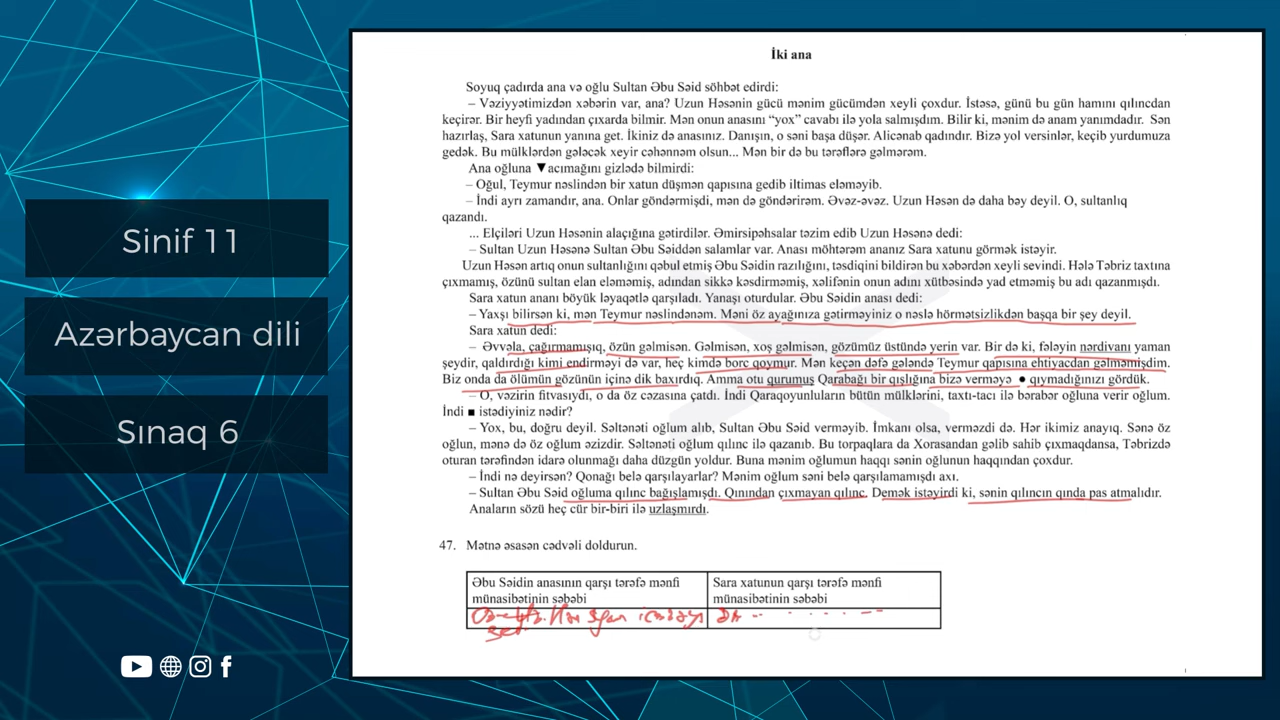 Sinif 11
Azərbaycan dili
Sınaq 6
İki ana
Soyuq çadırda ana və oğlu Sultan Əbu Səid söhbət edirdi:
– Vəziyyətimizdən xəbərin var, ana? Uzun Həsənin gücü mənim gücümdən xeyli çoxdur. İstəsə, günü bu gün hamını qılıncdan
keçirər. Bir heyfi yadından çıxarda bilmir. Mən onun anasını “yox” cavabı ilə yola salmışdım. Bilir ki, mənim də anam yanımdadır. Sən
hazırlaş, Sara xatunun yanına get. İkiniz də anasınız. Danışın, o səni başa düşər. Alicənab qadındır. Bizə yol versinlər, keçib yurdumuza
gedək. Bu mülklərdən gələcək xeyir cəhənnəm olsun... Mən bir də bu tərəflərə gəlmərəm.
Ana oğluna ▼acımağını gizlədə bilmirdi:
– Oğul, Teymur nəslindən bir xatun düşmən qapısına gedib iltimas eləməyib.
– İndi ayrı zamandır, ana. Onlar göndərmişdi, mən də göndərirəm. Əvəz-əvəz. Uzun Həsən də daha bəy deyil. O, sultanlıq
qazandı.
... Elçiləri Uzun Həsənin alaçığına gətirdilər. Əmirsipəhsalar təzim edib Uzun Həsənə dedi:
– Sultan Uzun Həsənə Sultan Əbu Səiddən salamlar var. Anası möhtərəm ananız Sara xatunu görmək istəyir.
Uzun Həsən artıq onun sultanlığını qəbul etmiş Əbu Səidin razılığını, təsdiqini bildirən bu xəbərdən xeyli sevindi. Hələ Təbriz taxtına
çıxmamış, özünü sultan elan eləməmiş, adından sikkə kəsdirməmiş, xəlifənin onun adını xütbəsində yad etməmiş bu adı qazanmışdı.
Sara xatun ananı böyük ləyaqətlə qarşıladı. Yanaşı oturdular. Əbu Səidin anası dedi:
– Yaxşı bilirsən ki, mən Teymur nəslindənəm. Məni öz ayağınıza gətirməyiniz o nəslə hörmətsizlikdən başqa bir şey deyil.
Sara xatun dedi:
– Əvvəla, çağırmamışıq, özün gəlmisən. Gəlmisən, xoş gəlmisən, gözümüz üstündə yerin var. Bir də ki, fələyin nərdivanı yaman
şeydir, qaldırdığı kimi endirməyi də var, heç kimdə borc qoymur. Mən keçən dəfə gələndə Teymur qapısına ehtiyacdan gəlməmişdim.
Biz onda da ölümün gözünün içinə dik baxırdıq. Amma otu qurumuş Qarabağı bir qışlığına bizə verməyə ● qıymadığınızı gördük.
– O, vəzirin fitvasıydı, o da öz cəzasına çatdı. İndi Qaraqoyunluların bütün mülklərini, taxtı-tacı ilə bərabər oğluna verir oğlum.
İndi ■ istədiyiniz nədir?
– Yox, bu, doğru deyil. Səltənəti oğlum alıb, Sultan Əbu Səid verməyib. İmkanı olsa, verməzdi də. Hər ikimiz anayıq. Sənə öz
oğlun, mənə də öz oğlum əzizdir. Səltənəti oğlum qılınc ilə qazanıb. Bu torpaqlara da Xorasandan gəlib sahib çıxmaqdansa, Təbrizdə
oturan tərəfindən idarə olunmağı daha düzgün yoldur. Buna mənim oğlumun haqqı sənin oğlunun haqqından çoxdur.
– İndi nə deyirsən? Qonağı belə qarşılayarlar? Mənim oğlum səni belə qarşılamamışdı axı.
– Sultan Əbu Səid oğluma qılınc bağışlamışdı. Qınından çıxmayan qılınc. Demək istəyirdi ki, sənin qılıncın qında pas atmalıdır.
Anaların sözü heç cür bir-biri ilə uzlaşmırdı.
47. Mətnə əsasən cədvəli doldurun.
Əbu Səidin anasının qarşı tərəfə mənfi münasibətinin səbəbi
Sara xatunun qarşı tərəfə mənfi münasibətinin səbəbi